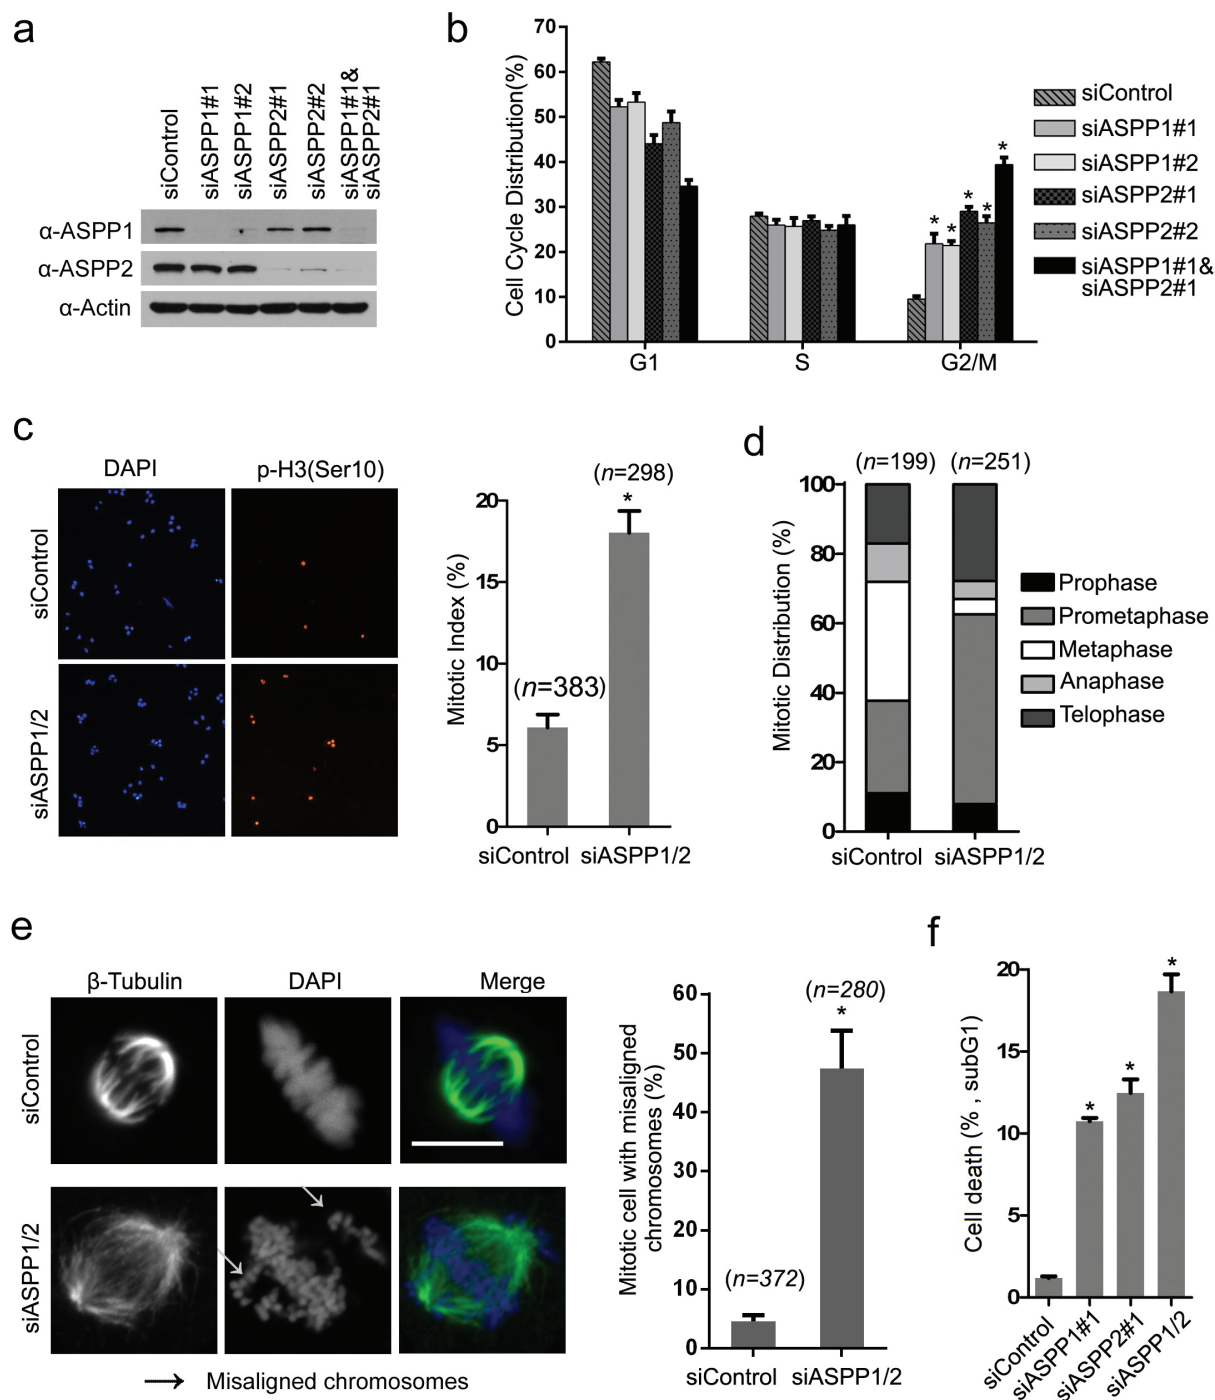 a
siControl
siASPP1#1
siASPP1#2
siASPP2#1
siASPP2#2
siASPP1#1&
siASPP2#1
α-ASPP1
α-ASPP2
α-Actin
b
Cell Cycle Distribution(%)
70
60
50
40
30
20
10
0
G1
S
G2/M
*
*
*
*
*
siControl
siASPP1#1
siASPP1#2
siASPP2#1
siASPP2#2
siASPP1#1&
siASPP2#1
c
DAPI
p-H3(Ser10)
siControl
siASPP1/2
Mitotic Index (%)
20
15
10
5
0
(n=383)
(n=298)
*
siControl
siASPP1/2
d
(n=199)
(n=251)
Mitotic Distribution (%)
100
80
60
40
20
0
siControl
siASPP1/2
Prophase
Prometaphase
Metaphase
Anaphase
Telophase
e
β-Tubulin
DAPI
Merge
siControl
siASPP1/2
Misaligned chromosomes
Mitotic cell with misaligned
chromosomes (%)
60
50
40
30
20
10
0
(n=372)
(n=280)
*
siControl
siASPP1/2
f
Cell death (% , subG1)
20
15
10
5
0
*
*
*
siControl
siASPP1#1
siASPP2#1
siASPP1/2